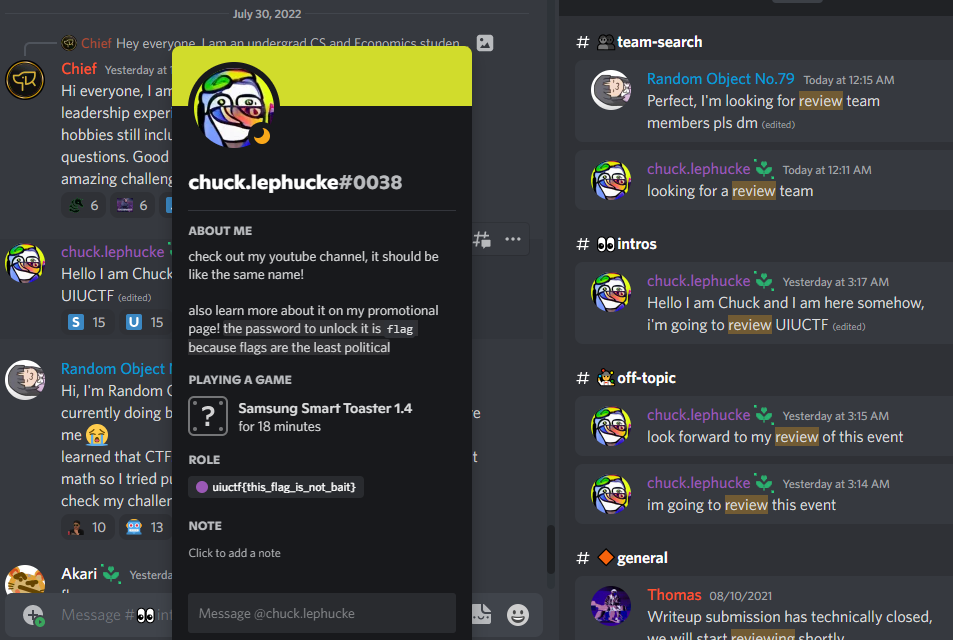 July 30, 2022
Chief Hey everyone, I am an undergrad CS and Economics studen
Chief Yesterday at
Hi everyone, I am
leadership exper
hobbies still inclu
questions. Good
amazing challeng
6 6
chuck.lephucke
Hello I am Chuck
UIUCTF (edited)
S 15 U 15
Random Object
Hi, I'm Random
currently doing b
me
learned that CTF
math so I tried pu
check my challen
10 13
Akari Yesterda
Message #
chuck.lephucke#0038
ABOUT ME
check out my youtube channel, it should be
like the same name!
also learn more about it on my promotional
page! the password to unlock it is flag
because flags are the least political
PLAYING A GAME
?
Samsung Smart Toaster 1.4
for 18 minutes
ROLE
uiuctf{this_flag_is_not_bait}
NOTE
Click to add a note
Message @chuck.lephucke
# team-search
Random Object No.79 Today at 12:15 AM
Perfect, I'm looking for review team
members pls dm (edited)
chuck.lephucke Today at 12:11 AM
looking for a review team
# intros
chuck.lephucke Yesterday at 3:17 AM
Hello I am Chuck and I am here somehow,
i'm going to review UIUCTF (edited)
# off-topic
chuck.lephucke Yesterday at 3:15 AM
look forward to my review of this event
chuck.lephucke Yesterday at 3:14 AM
im going to review this event
# general
Thomas 08/10/2021
Writeup submission has technically closed,
we will start reviewing shortly